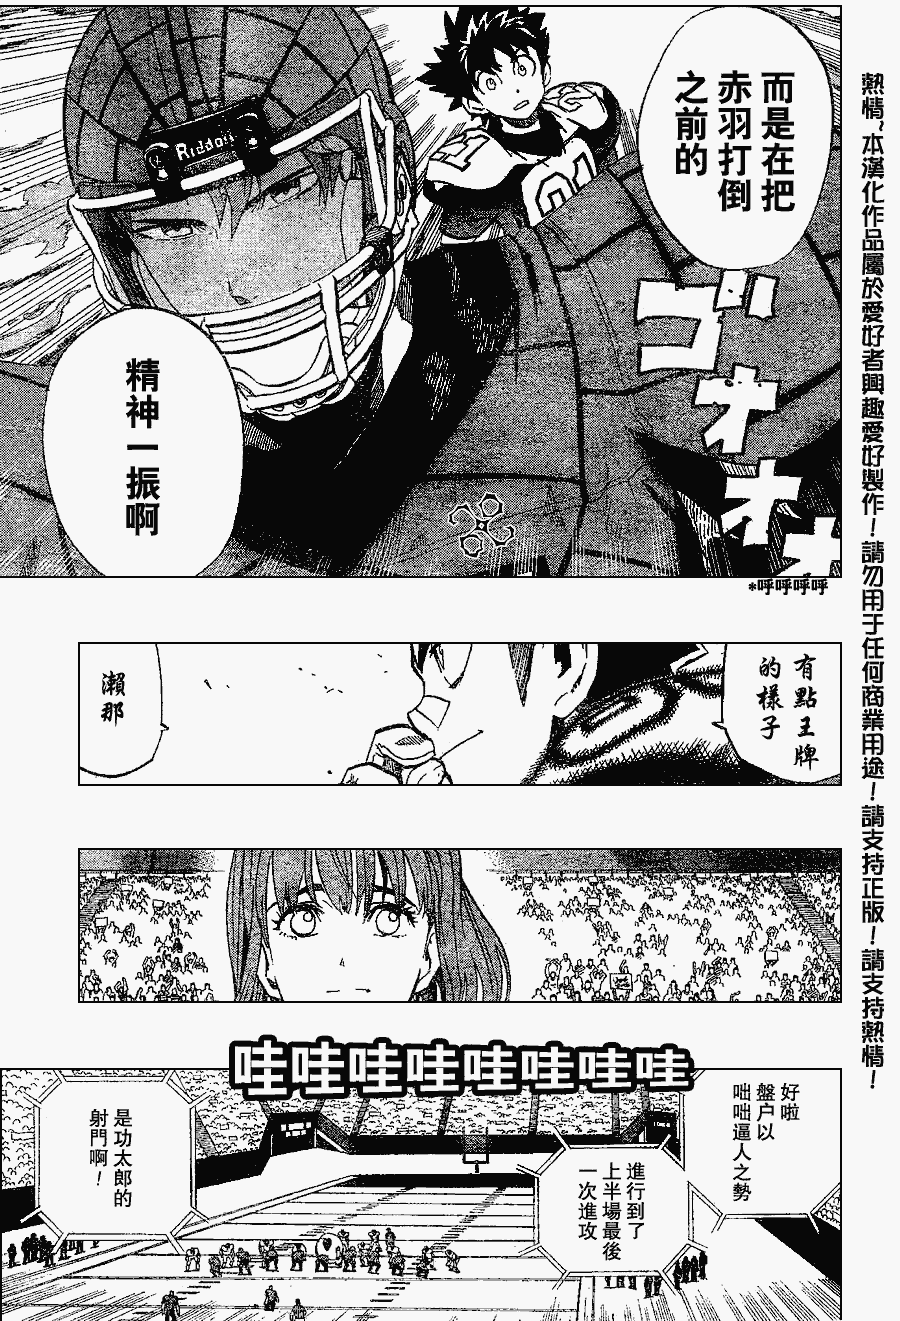 而是在把
赤羽打倒
之前的
Riddoll
精神一振啊
ゴオオオ
*呼呼呼呼
有點王牌
的樣子
瀨那
哇哇哇哇哇哇哇哇
好啦
盤户以
咄咄逼人之勢
進行到了
上半場最後
一次進攻
是功太郎的
射門啊！
熱情，本漢化作品屬於愛好者興趣愛好製作！請勿用于任何商業用途！請支持正版！請支持熱情！